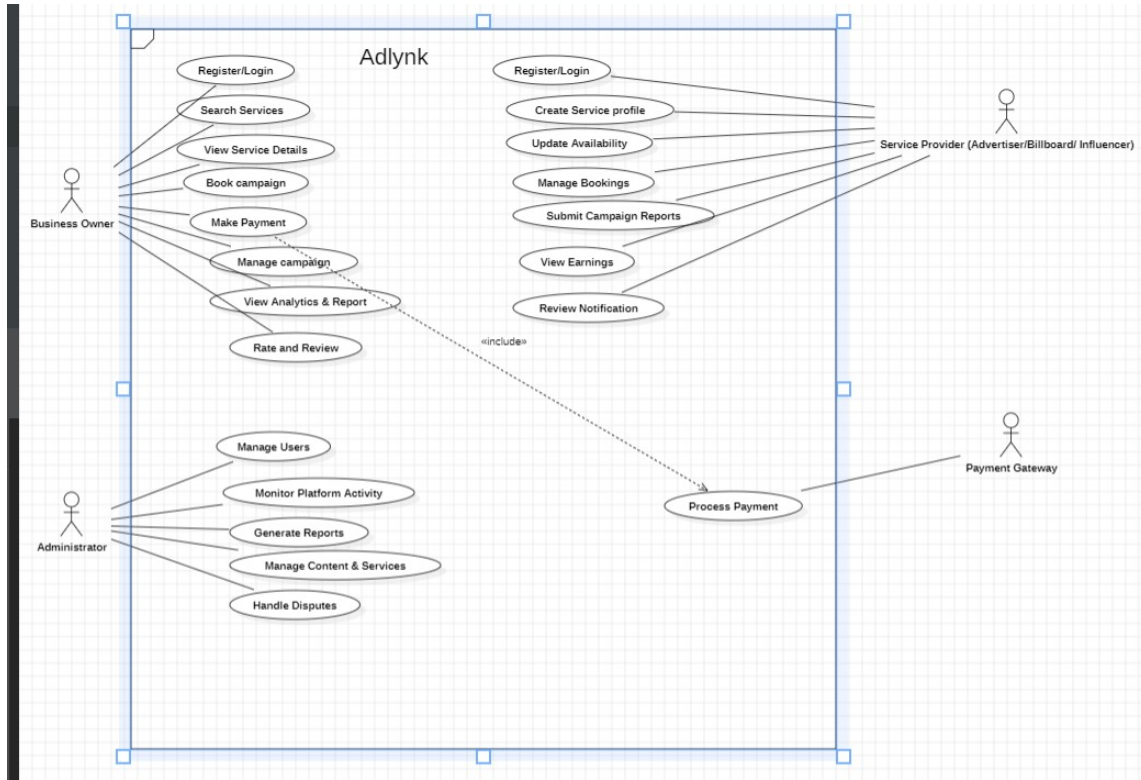 Adlynk
Register/Login
Search Services
View Service Details
Book campaign
Make Payment
Manage campaign
View Analytics & Report
Rate and Review
Business Owner
Register/Login
Create Service profile
Update Availability
Manage Bookings
Submit Campaign Reports
View Earnings
Review Notification
Service Provider (Advertiser/Billboard/ Influencer)
«include»
Manage Users
Monitor Platform Activity
Generate Reports
Manage Content & Services
Handle Disputes
Administrator
Process Payment
Payment Gateway